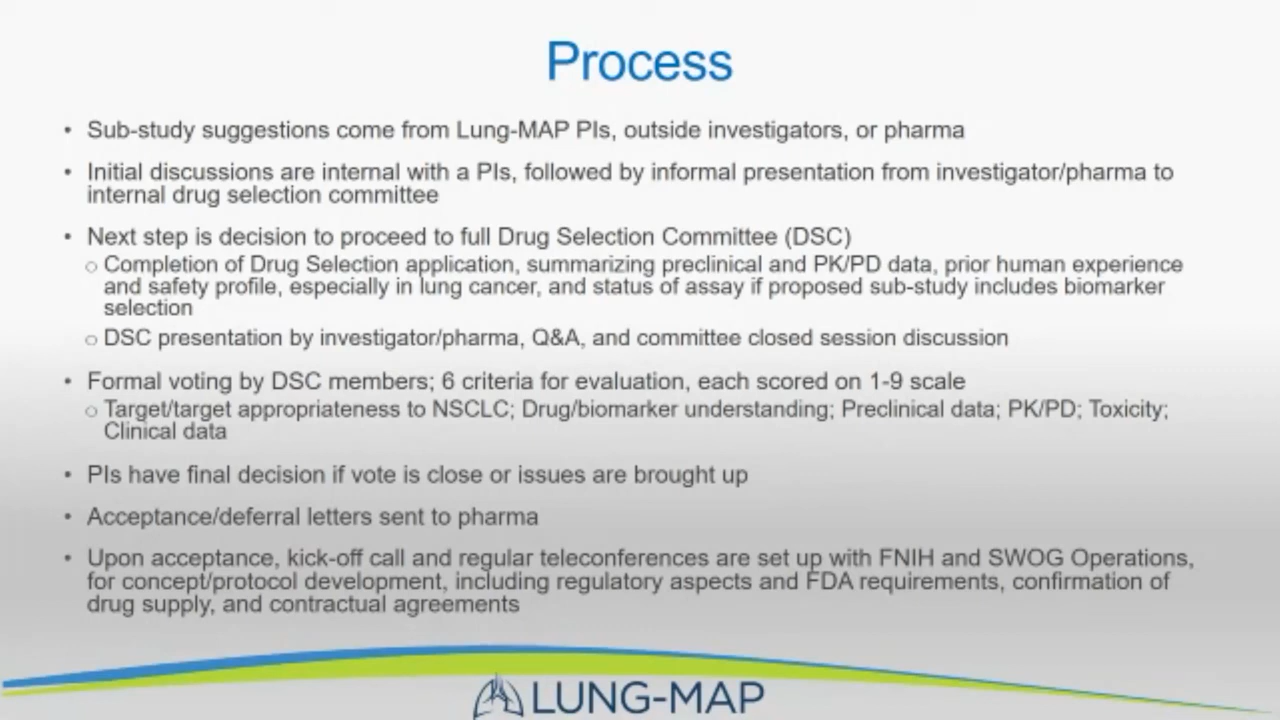 Process
• Sub-study suggestions come from Lung-MAP PIs, outside investigators, or pharma
• Initial discussions are internal with a PIs, followed by informal presentation from investigator/pharma to
internal drug selection committee
• Next step is decision to proceed to full Drug Selection Committee (DSC)
○ Completion of Drug Selection application, summarizing preclinical and PK/PD data, prior human experience
and safety profile, especially in lung cancer, and status of assay if proposed sub-study includes biomarker
selection
○ DSC presentation by investigator/pharma, Q&A, and committee closed session discussion
• Formal voting by DSC members; 6 criteria for evaluation, each scored on 1-9 scale
○ Target/target appropriateness to NSCLC; Drug/biomarker understanding; Preclinical data; PK/PD; Toxicity;
Clinical data
• PIs have final decision if vote is close or issues are brought up
• Acceptance/deferral letters sent to pharma
• Upon acceptance, kick-off call and regular teleconferences are set up with FNIH and SWOG Operations,
for concept/protocol development, including regulatory aspects and FDA requirements, confirmation of
drug supply, and contractual agreements
LUNG-MAP